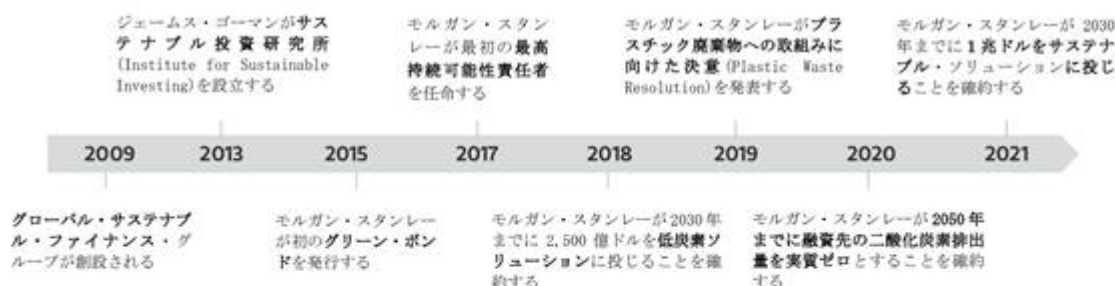 ジェームス・ゴーマンがサス
テナブル投資研究所
(Institute for Sustainable
Investing)を設立する
モルガン・スタン
レーが最初の最高
持続可能性責任者
を任命する
モルガン・スタンレーがプラ
スチック廃棄物への取組みに
向けた決意(Plastic Waste
Resolution)を発表する
モルガン・スタンレーが 2030
年までに1兆ドルをサステナ
ブル・ソリューションに投じ
ることを確約する
2009 2013 2015 2017 2018 2019 2020 2021
グローバル・サステナブ
ル・ファイナンス・グ
ループが創設される
モルガン・スタンレー
が初のグリーン・ボン
ドを発行する
モルガン・スタンレーが 2030 年
までに 2,500 億ドルを低炭素ソ
リューションに投じることを確
約する
モルガン・スタンレーが 2050 年
までに融資先の二酸化炭素排出
量を実質ゼロとすることを確約
する